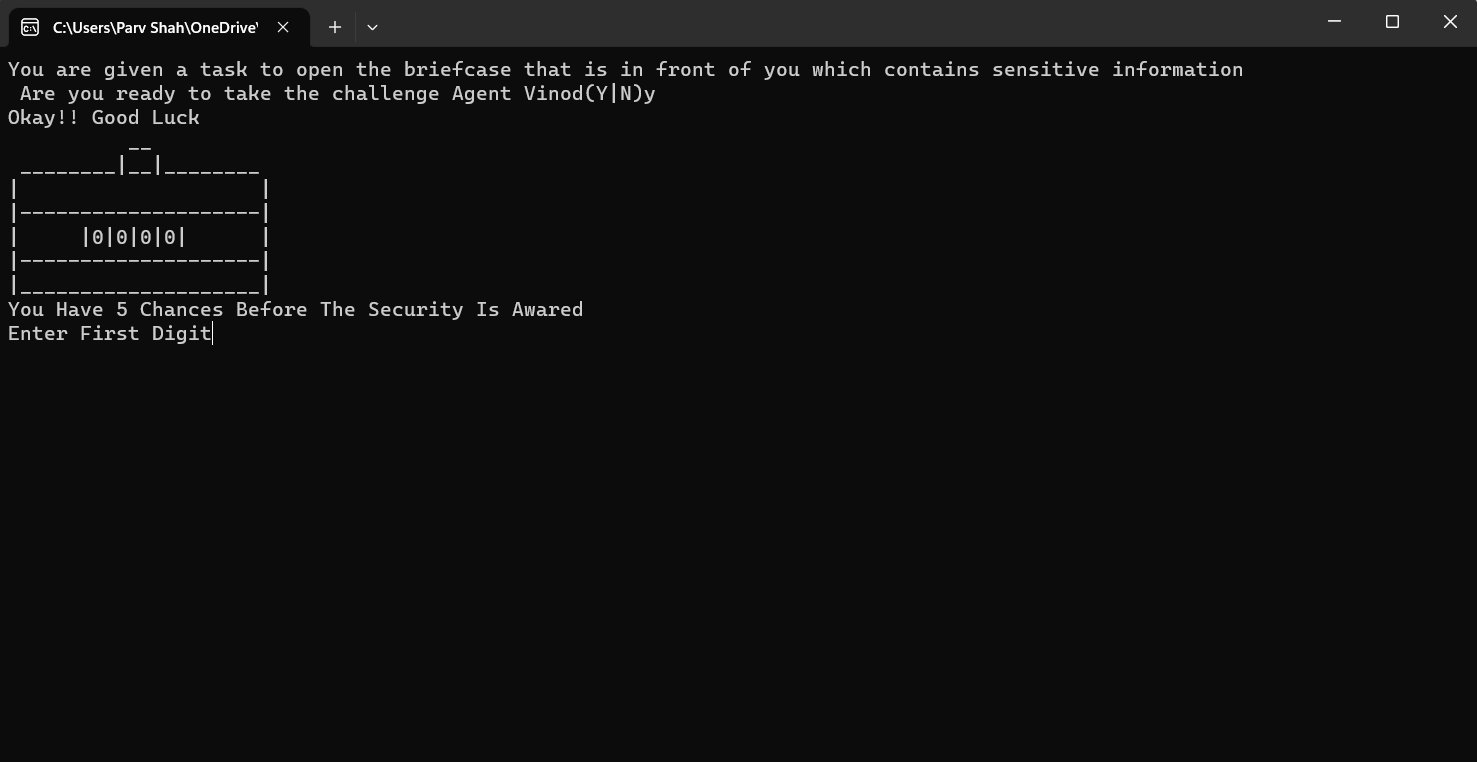 C:\Users\Parv Shah\OneDrive\
You are given a task to open the briefcase that is in front of you which contains sensitive information
 Are you ready to take the challenge Agent Vinod(Y|N)y
Okay!! Good Luck
          __
 ________|__|________
|                    |
|--------------------|
|      |0|0|0|0|      |
|--------------------|
|____________________|
You Have 5 Chances Before The Security Is Awared
Enter First Digit